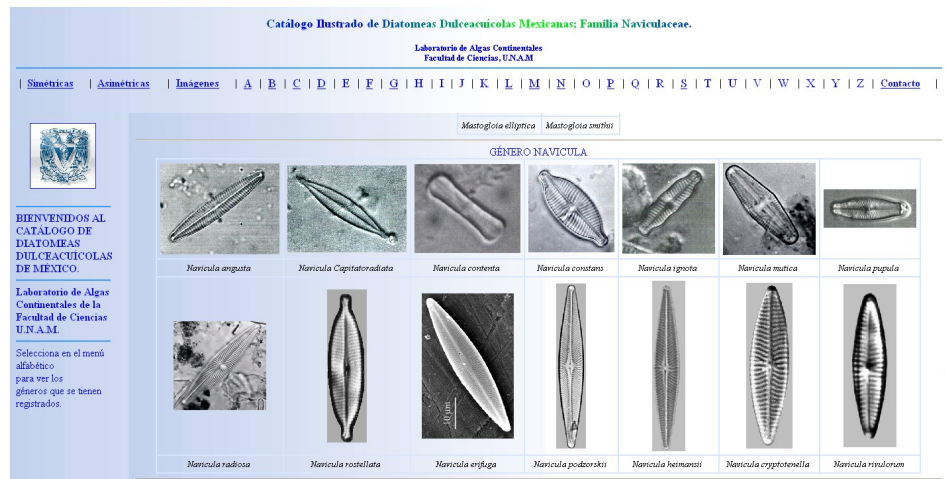 Catálogo Ilustrado de Diatomeas Dulceacuícolas Mexicanas; Familia Naviculaceae.
Laboratorio de Algas Continentales
Facultad de Ciencias, U.N.A.M
| Simétricas | Asimétricas | Imágenes | A | B | C | D | E | F | G | H | I | J | K | L | M | N | O | P | Q | R | S | T | U | V | W | X | Y | Z | Contacto |
Mastogloia elliptica Mastogloia smithii
GÉNERO NAVICULA
Navicula angusta Navicula Capitatoradiata Navicula contenta Navicula constans Navicula ignota Navicula mutica Navicula pupula
10 µm
Navicula radiosa Navicula rostellata Navicula erifuga Navicula podzorskii Navicula heimansii Navicula cryptotenella Navicula rivulorum
BIENVENIDOS AL
CATÁLOGO DE
DIATOMEAS
DULCEACUÍCOLAS
DE MÉXICO.
Laboratorio de Algas
Continentales de la
Facultad de Ciencias
U.N.A.M.
Selecciona en el menú
alfabético
para ver los
géneros que se tienen
registrados.